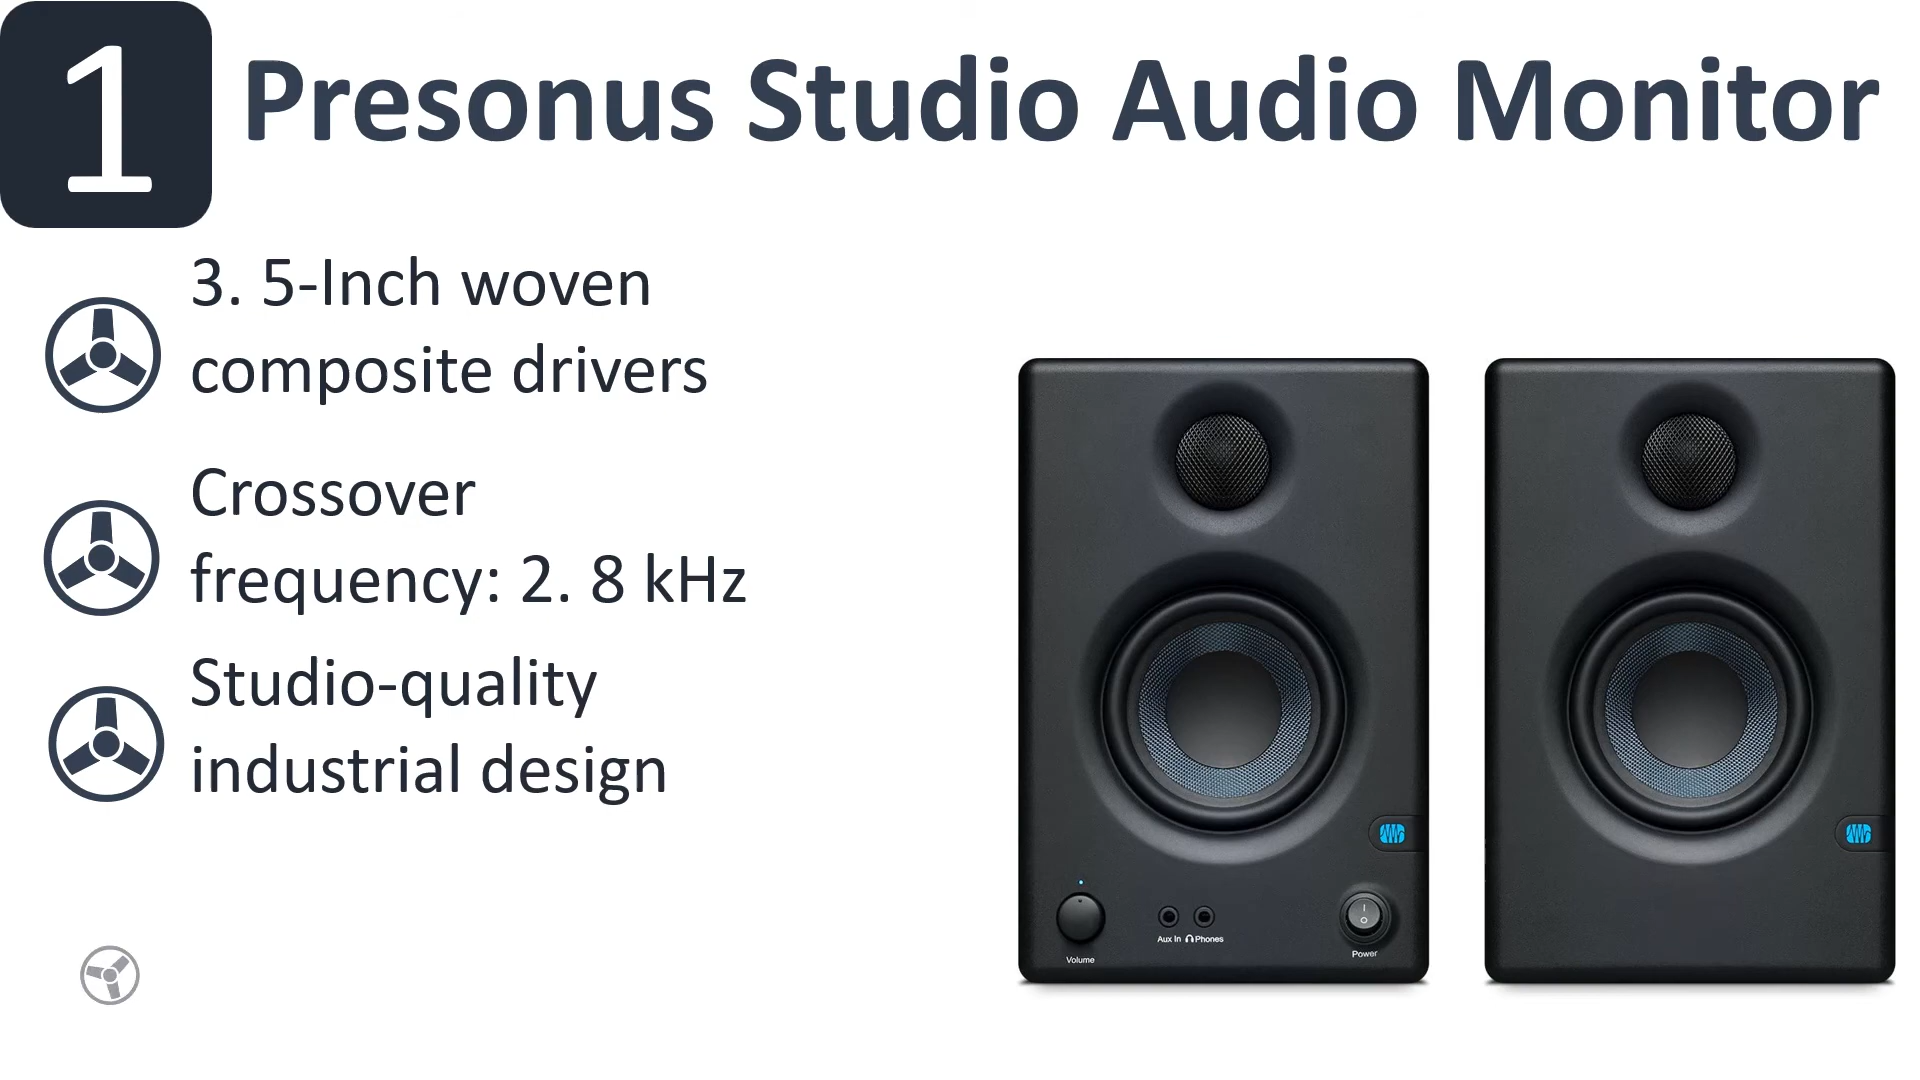 1
Presonus Studio Audio Monitor
3. 5-Inch woven
composite drivers
Crossover
frequency: 2. 8 kHz
Studio-quality
industrial design
Volume
Aux In Phones
Power